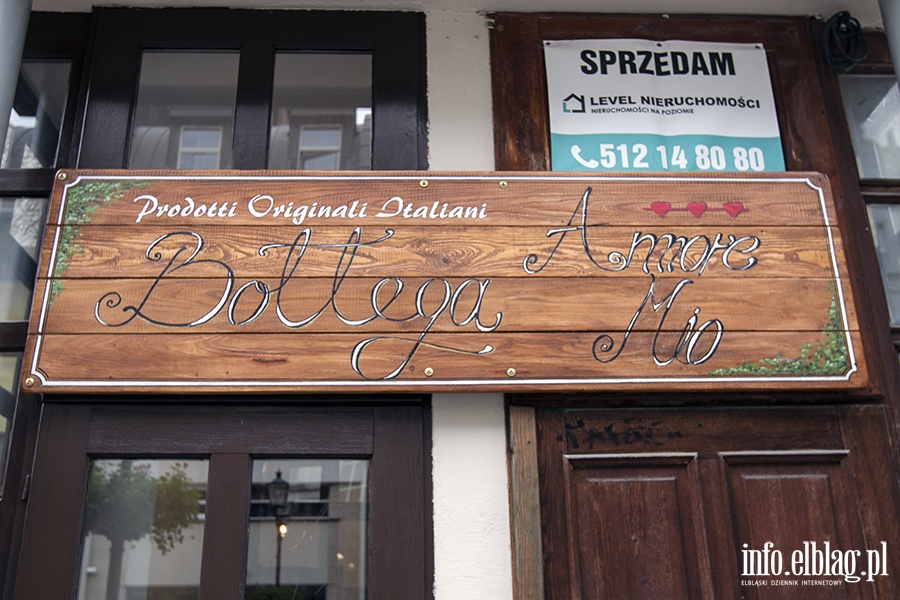 SPRZEDAM
LEVEL NIERUCHOMOŚCI
NIERUCHOMOŚCI NA POZIOMIE
512 14 80 80
Prodotti Originali Italiani
Bottega
Amore
Mio
info.elblag.pl
ELBLĄSKI DZIENNIK INTERNETOWY